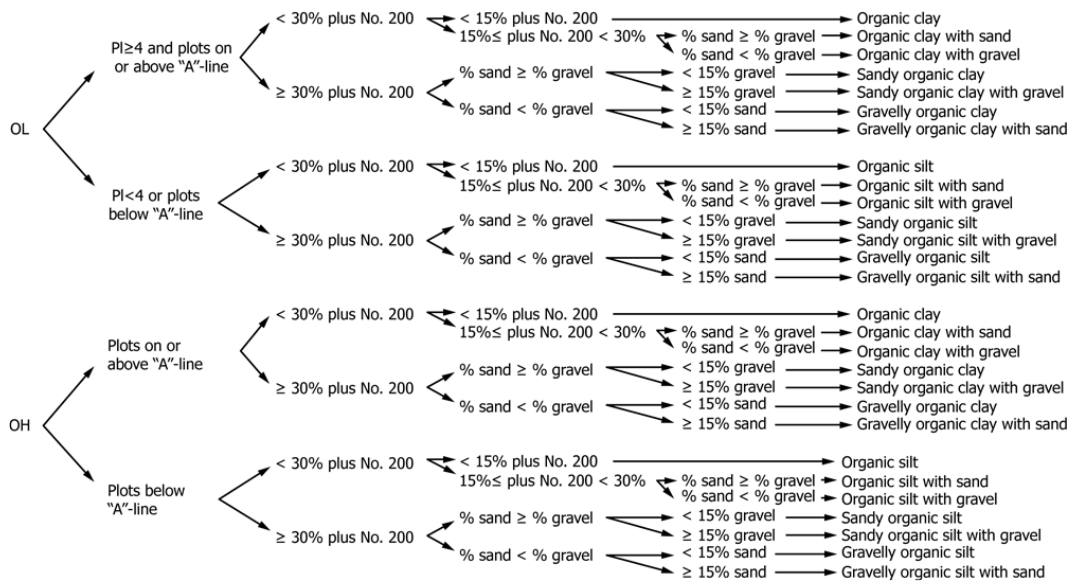 < 30% plus No. 200 < 15% plus No. 200 Organic clay
15%≤ plus No. 200 < 30% % sand ≥ % gravel Organic clay with sand
% sand < % gravel Organic clay with gravel
PI≥4 and plots on
or above “A”-line
≥ 30% plus No. 200 % sand ≥ % gravel < 15% gravel Sandy organic clay
≥ 15% gravel Sandy organic clay with gravel
% sand < % gravel < 15% sand Gravelly organic clay
≥ 15% sand Gravelly organic clay with sand
OL
< 30% plus No. 200 < 15% plus No. 200 Organic silt
15%≤ plus No. 200 < 30% % sand ≥ % gravel Organic silt with sand
% sand < % gravel Organic silt with gravel
PI<4 or plots
below “A”-line
≥ 30% plus No. 200 % sand ≥ % gravel < 15% gravel Sandy organic silt
≥ 15% gravel Sandy organic silt with gravel
% sand < % gravel < 15% sand Gravelly organic silt
≥ 15% sand Gravelly organic silt with sand
< 30% plus No. 200 < 15% plus No. 200 Organic clay
15%≤ plus No. 200 < 30% % sand ≥ % gravel Organic clay with sand
% sand < % gravel Organic clay with gravel
Plots on or
above “A”-line
≥ 30% plus No. 200 % sand ≥ % gravel < 15% gravel Sandy organic clay
≥ 15% gravel Sandy organic clay with gravel
% sand < % gravel < 15% sand Gravelly organic clay
≥ 15% sand Gravelly organic clay with sand
OH
< 30% plus No. 200 < 15% plus No. 200 Organic silt
15%≤ plus No. 200 < 30% % sand ≥ % gravel Organic silt with sand
% sand < % gravel Organic silt with gravel
Plots below
“A”-line
≥ 30% plus No. 200 % sand ≥ % gravel < 15% gravel Sandy organic silt
≥ 15% gravel Sandy organic silt with gravel
% sand < % gravel < 15% sand Gravelly organic silt
≥ 15% sand Gravelly organic silt with sand